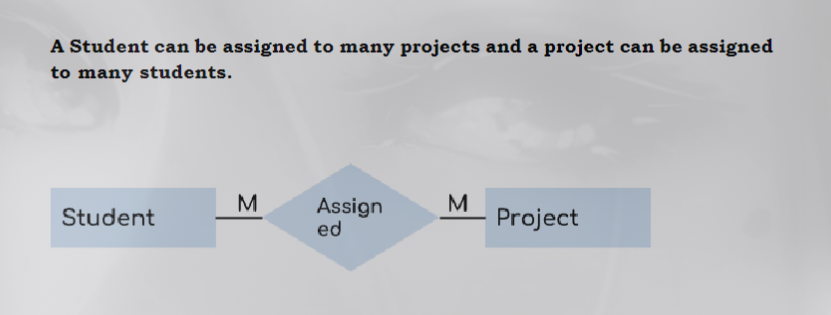 A Student can be assigned to many projects and a project can be assigned
to many students.
Student
M
Assign
ed
M
Project